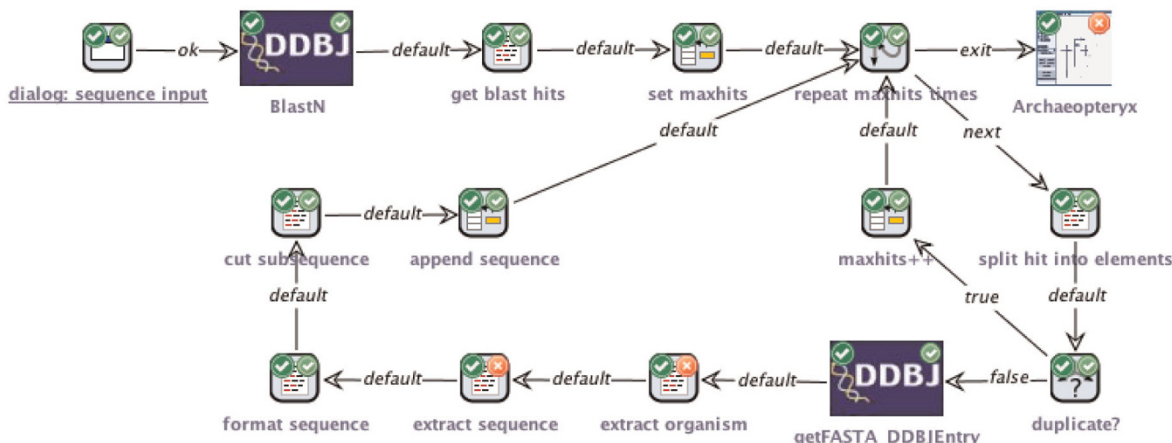 ok
DDBJ
default
default
default
exit
dialog: sequence input
BlastN
get blast hits
set maxhits
repeat maxhits times
Archaeopteryx
default
default
next
default
cut subsequence
append sequence
maxhits++
split hit into elements
default
true
default
default
default
default
DDBJ
false
?
format sequence
extract sequence
extract organism
getFASTA_DDBJEntry
duplicate?